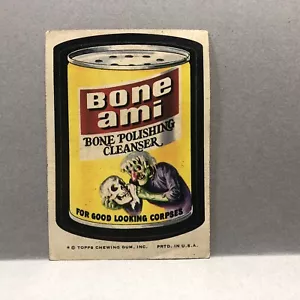 Bone
ami
BONE POLISHING
CLEANSER
FOR GOOD LOOKING CORPSES
© TOPPS CHEWING GUM, INC. PRTD. IN U.S.A.